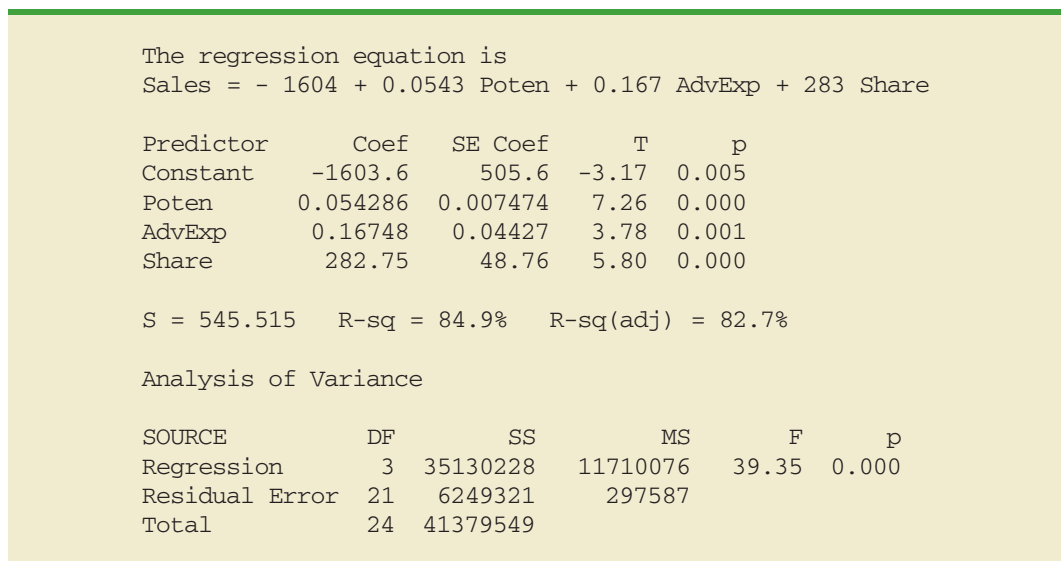 The regression equation is
Sales = - 1604 + 0.0543 Poten + 0.167 AdvExp + 283 Share
Predictor Coef SE Coef T p
Constant -1603.6 505.6 -3.17 0.005
Poten 0.054286 0.007474 7.26 0.000
AdvExp 0.16748 0.04427 3.78 0.001
Share 282.75 48.76 5.80 0.000
S = 545.515 R-sq = 84.9% R-sq(adj) = 82.7%
Analysis of Variance
SOURCE DF SS MS F p
Regression 3 35130228 11710076 39.35 0.000
Residual Error 21 6249321 297587
Total 24 41379549